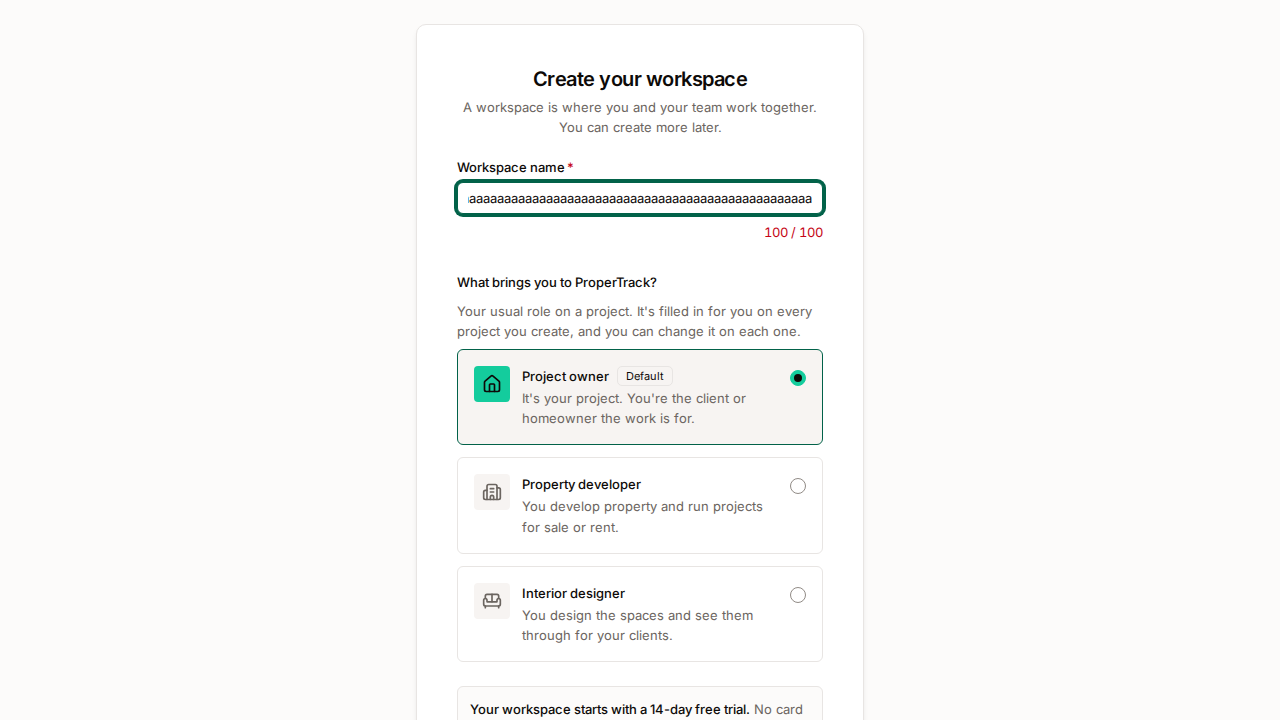 Create your workspace
A workspace is where you and your team work together.
You can create more later.
Workspace name *
aaaaaaaaaaaaaaaaaaaaaaaaaaaaaaaaaaaaaaaaaaaaaaaaa
100 / 100
What brings you to ProperTrack?
Your usual role on a project. It's filled in for you on every
project you create, and you can change it on each one.
Project owner Default
It's your project. You're the client or
homeowner the work is for.
Property developer
You develop property and run projects
for sale or rent.
Interior designer
You design the spaces and see them
through for your clients.
Your workspace starts with a 14-day free trial. No card